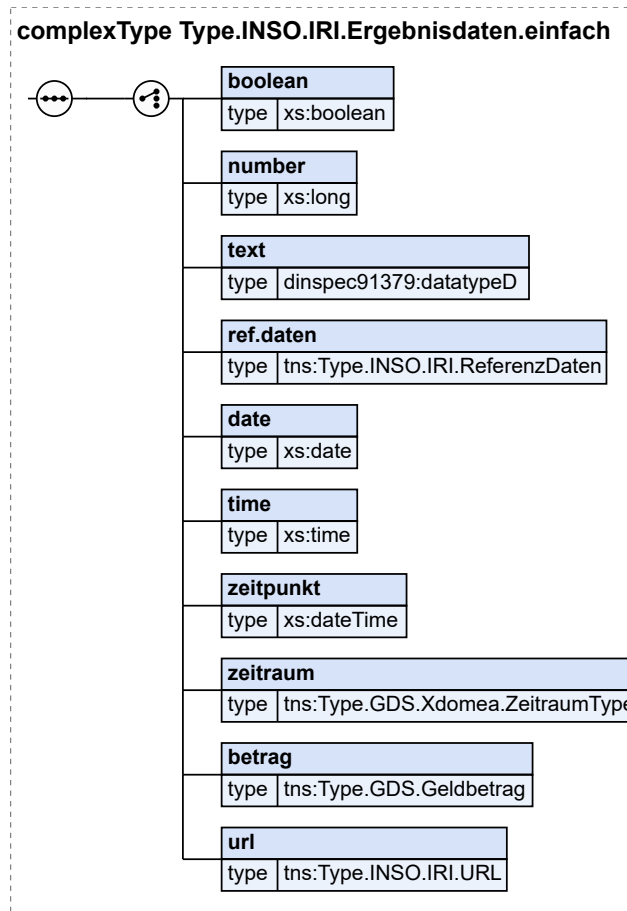 complexType Type.INSO.IRI.Ergebnisdaten.einfach
boolean
type xs:boolean
number
type xs:long
text
type dinspec91379:datatypeD
ref.daten
type tns:Type.INSO.IRI.ReferenzDaten
date
type xs:date
time
type xs:time
zeitpunkt
type xs:dateTime
zeitraum
type tns:Type.GDS.Xdomea.ZeitraumType
betrag
type tns:Type.GDS.Geldbetrag
url
type tns:Type.INSO.IRI.URL